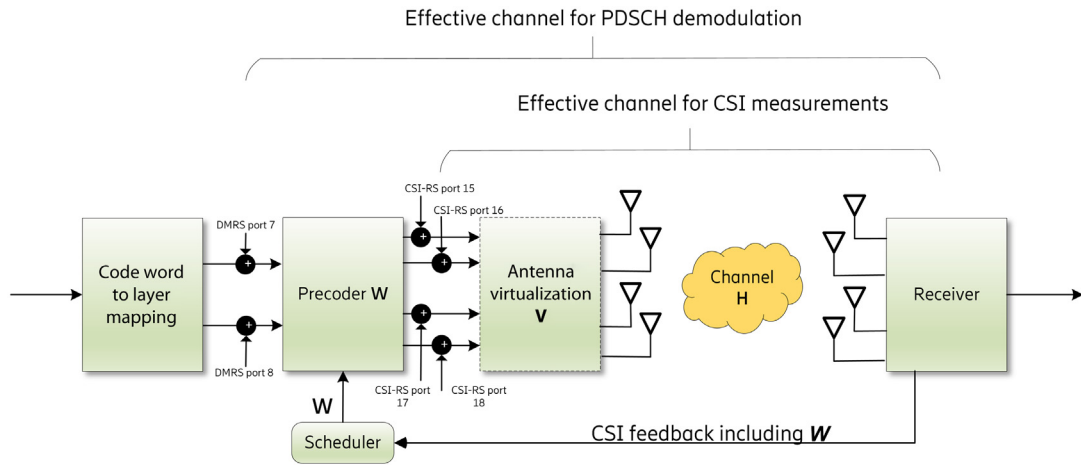 Effective channel for PDSCH demodulation
Effective channel for CSI measurements
CSI-RS port 15
CSI-RS port 16
DMRS port 7
Code word
to layer
mapping
Precoder W
Antenna
virtualization
V
Channel
H
Receiver
DMRS port 8
CSI-RS port
17
CSI-RS port
18
W
Scheduler
CSI feedback including W